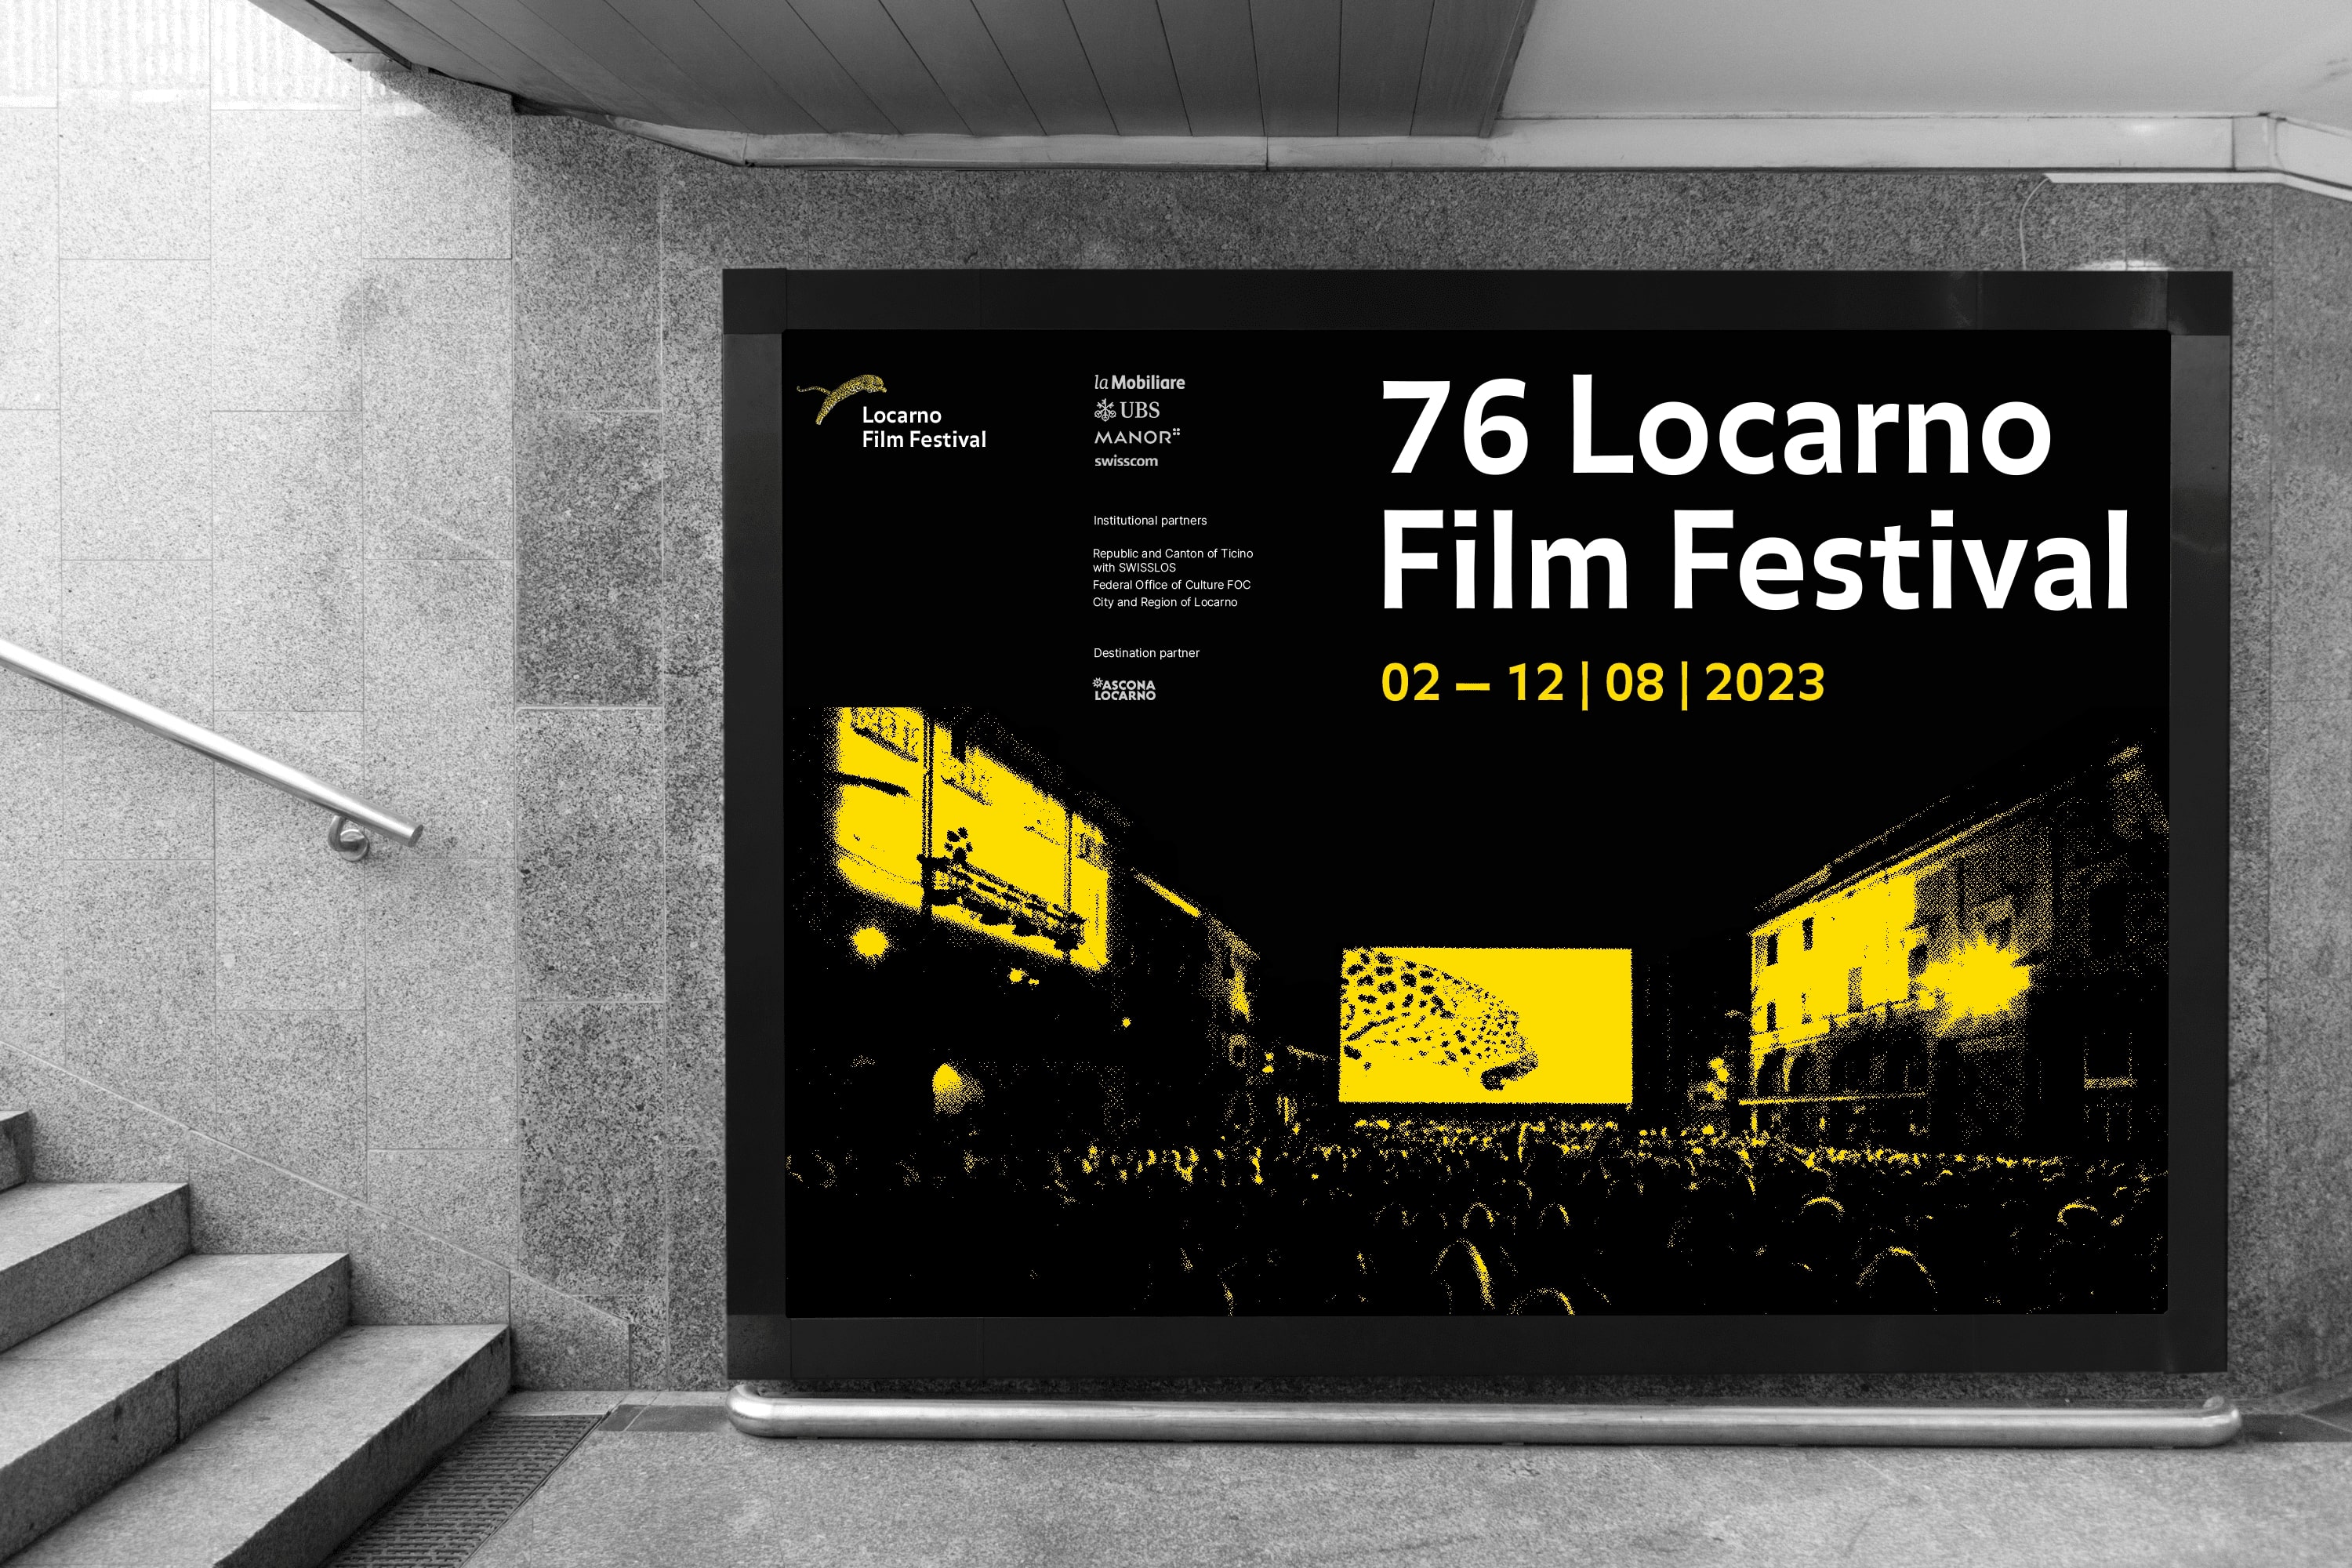 Locarno
Film Festival
la Mobiliare
UBS
MANOR
swisscom
Institutional partners
Republic and Canton of Ticino
with SWISSLOS
Federal Office of Culture FOC
City and Region of Locarno
Destination partner
ASCONA
LOCARNO
76 Locarno
Film Festival
02 – 12 | 08 | 2023